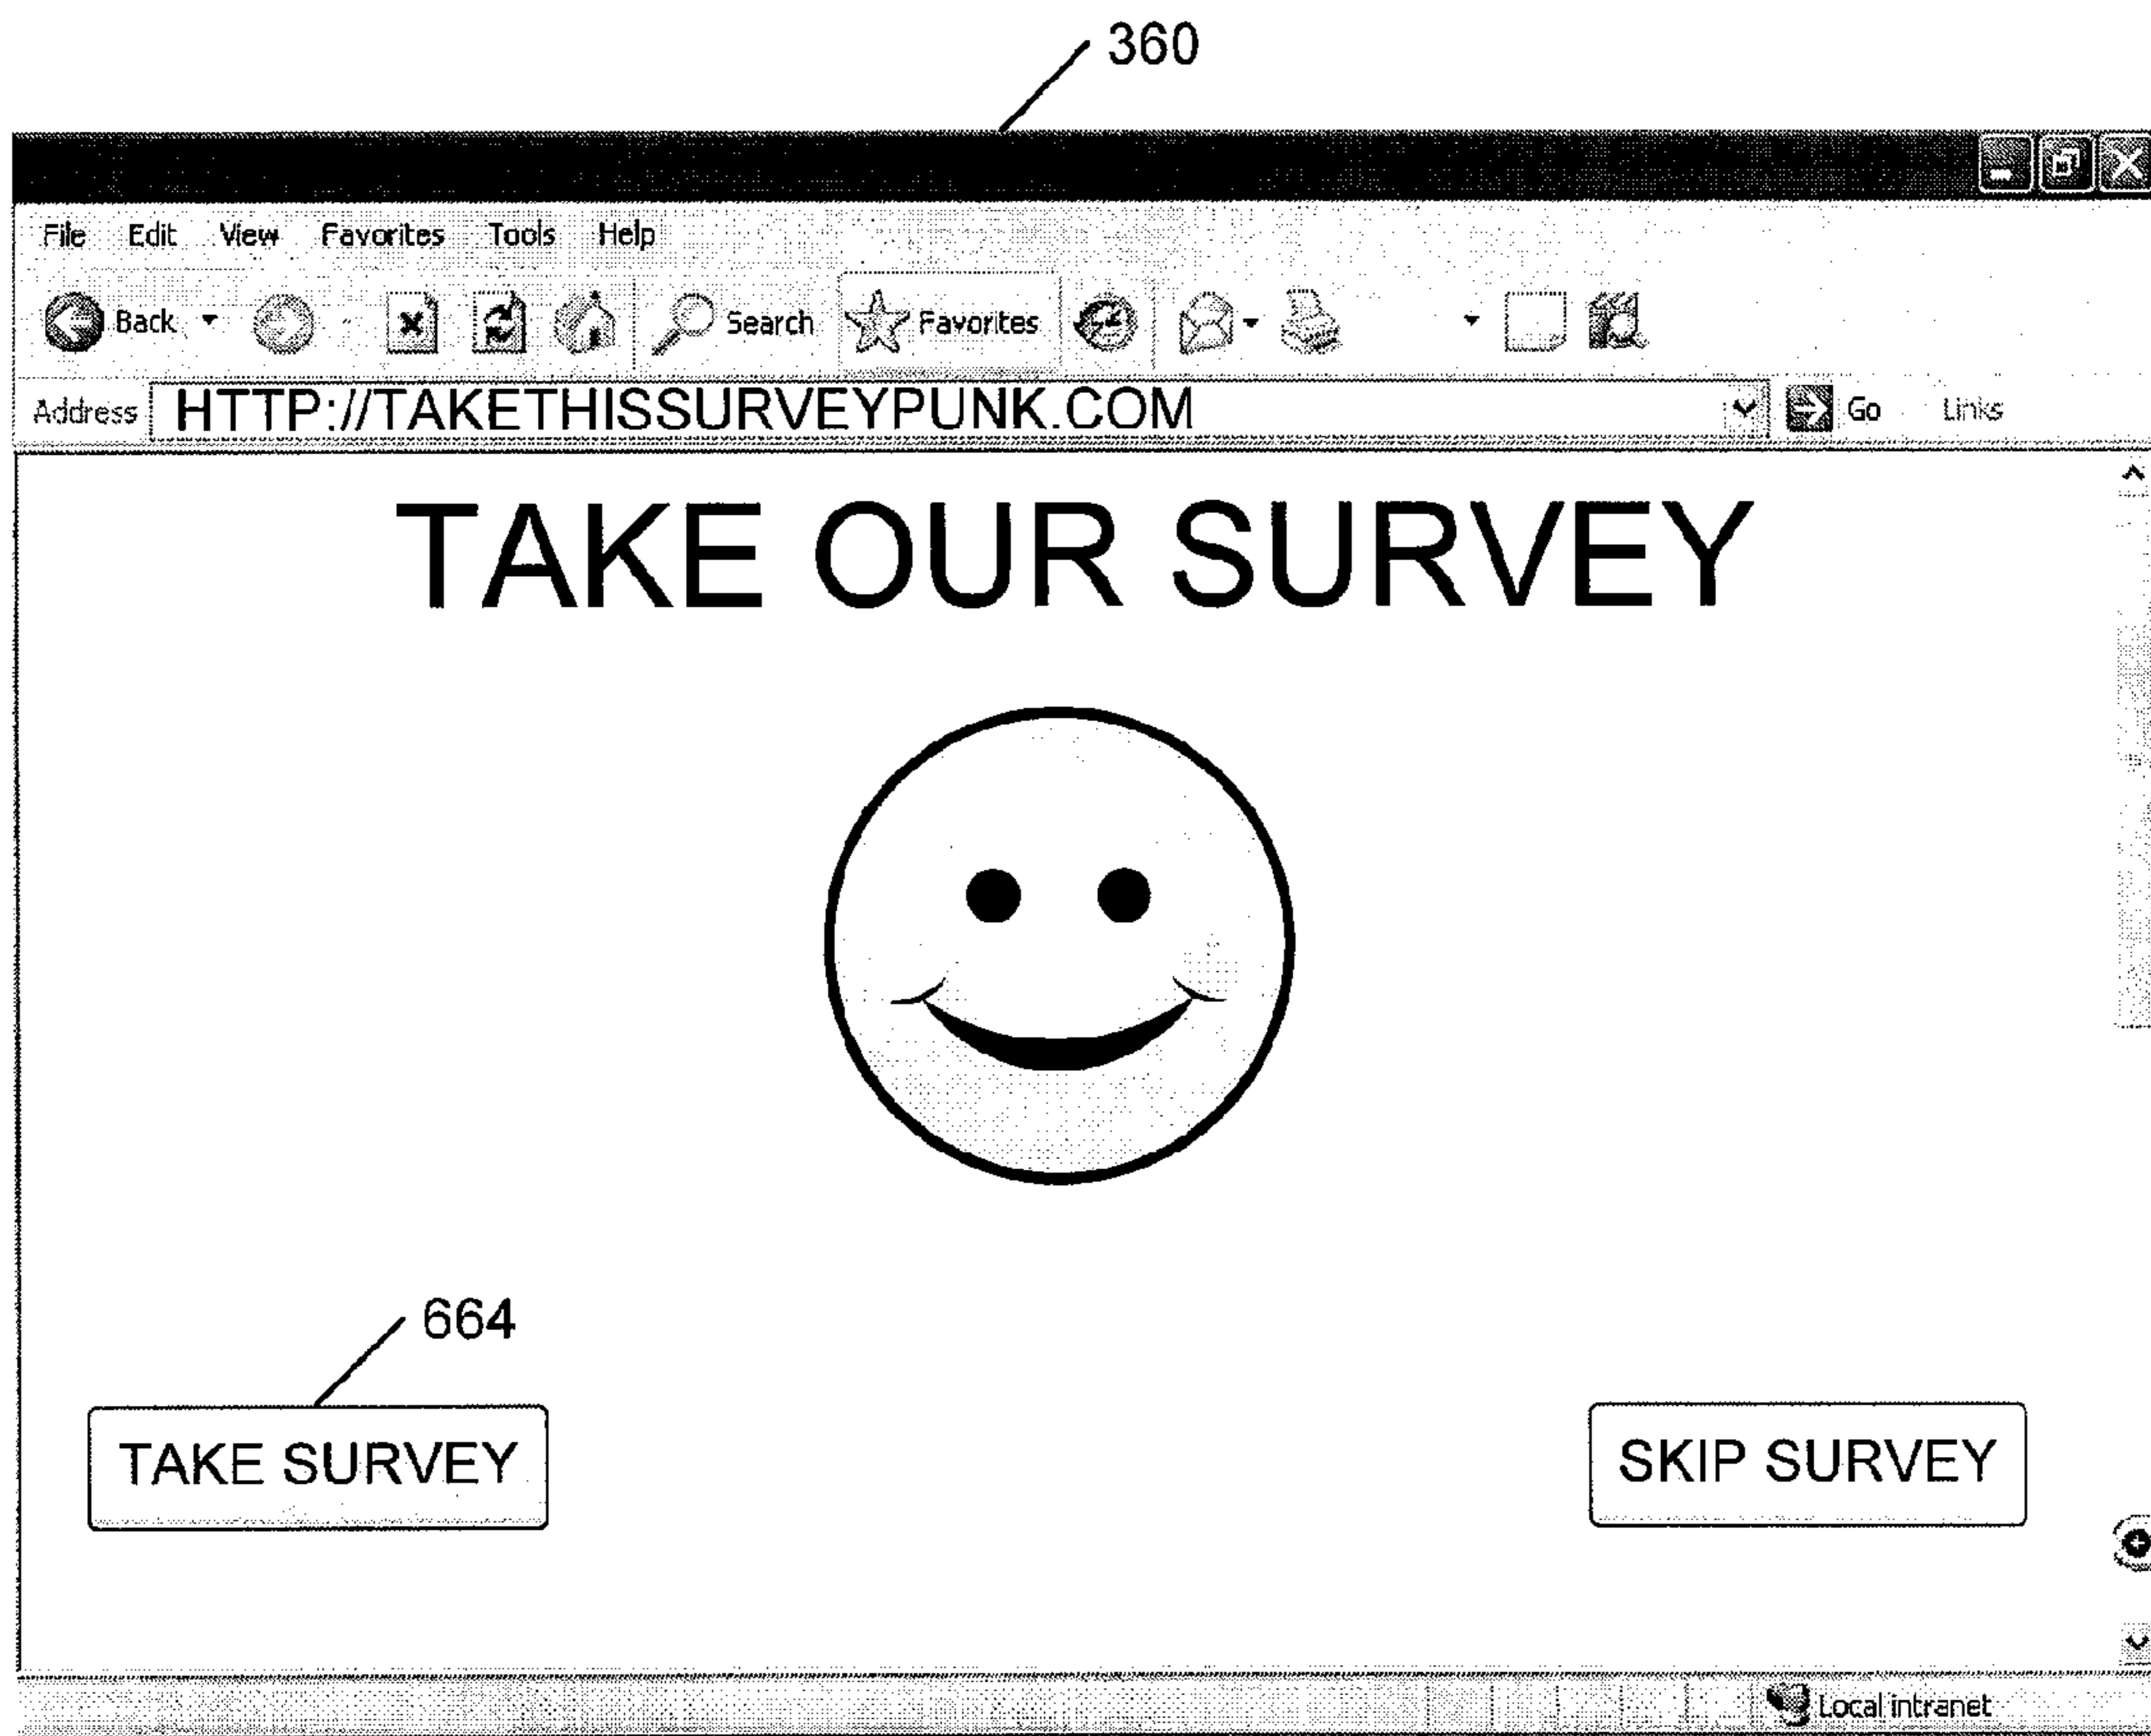 360
File Edit View Favorites Tools Help
Back Search Favorites
Address HTTP://TAKETHISSURVEYPUNK.COM Go Links
TAKE OUR SURVEY
664
TAKE SURVEY SKIP SURVEY
Local intranet